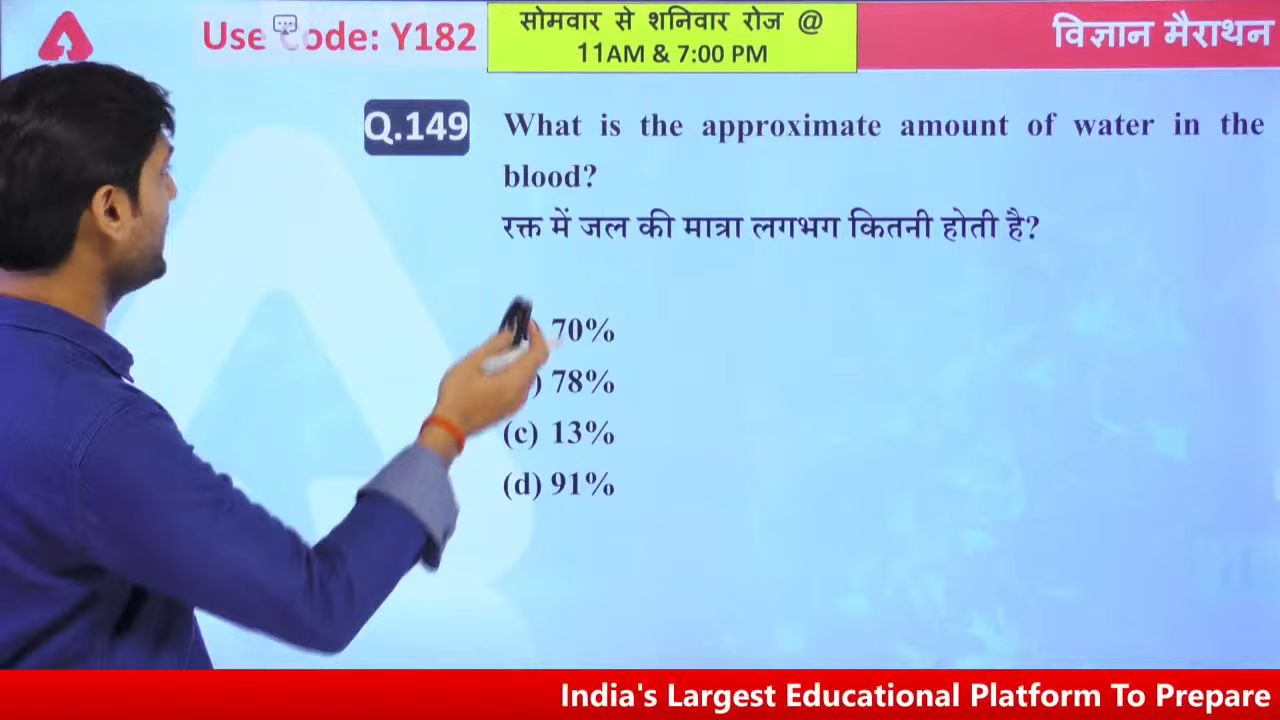 Use Code: Y182
सोमवार से शनिवार रोज @
11AM & 7:00 PM
विज्ञान मैराथन
Q.149
What is the approximate amount of water in the
blood?
रक्त में जल की मात्रा लगभग कितनी होती है?
70%
) 78%
(c) 13%
(d) 91%
India's Largest Educational Platform To Prepare